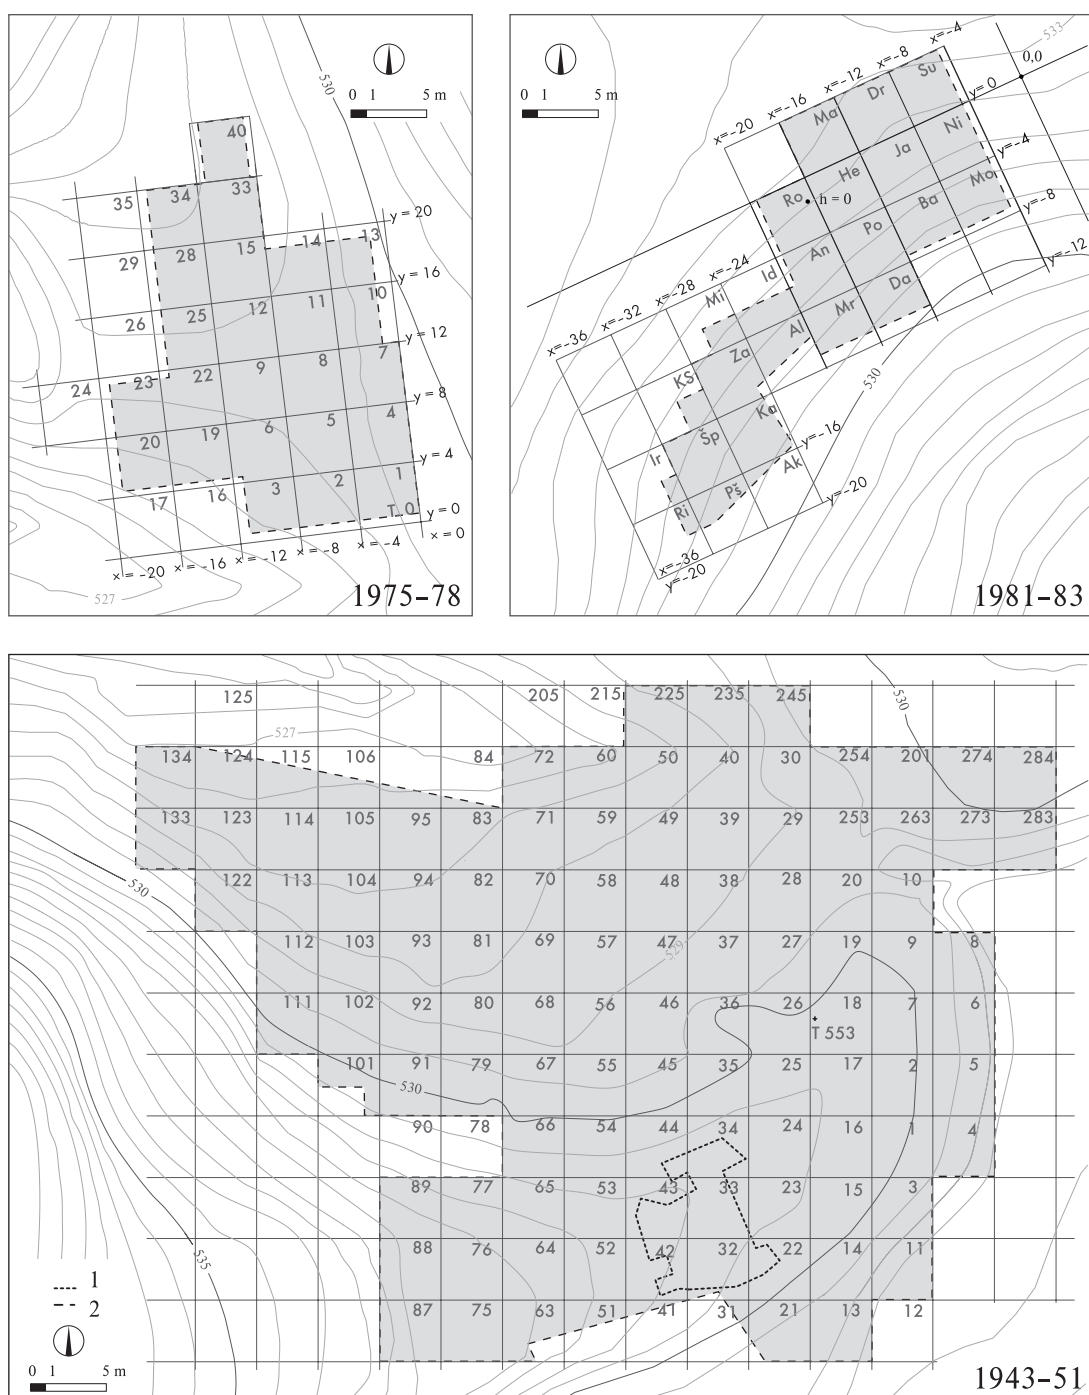 530
0 1 5 m
40
35 34 33
y = 20
29 28 15 14 13
y = 16
26 25 12 11 10
y = 12
24 23 22 9 8 7
y = 8
20 19 6 5 4
y = 4
17 16 3 2 1
T 0
y = 0
x = 0
x = -20 x = -16 x = -12 x = -8 x = -4
527
1975-78
533
0 1 5 m
x=-20 x=-16 x=-12 x=-8 x=-4
0,0
Ma Dr Su
y= 0
He Ja Ni
y=-4
Ro h = 0
An Po Ba Mo
y=-8
y=-12
x=-36 x=-32 x=-28 x=-24
Mi Id
Al Mr Da
KS Za
530
Ir Šp Ka
y=-16
Ri Pš Ak
y=-20
x=-36
y=-20
1981-83
125 205 215 225 235 245
530
527
134 124 115 106 84 72 60 50 40 30 254 201 274 284
133 123 114 105 95 83 71 59 49 39 29 253 263 273 283
530
122 113 104 94 82 70 58 48 38 28 20 10
112 103 93 81 69 57 47 37 27 19 9 8
529
111 102 92 80 68 56 46 36 26 18 7 6
T 553
101 91 79 67 55 45 35 25 17 2 5
530
90 78 66 54 44 34 24 16 1 4
89 77 65 53 43 33 23 15 3
535
88 76 64 52 42 32 22 14 11
1
2
87 75 63 51 41 31 21 13 12
0 1 5 m
1943-51